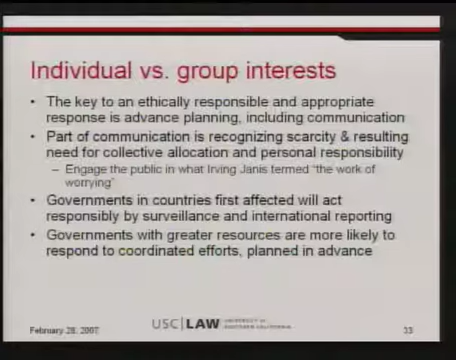 Individual vs. group interests
• The key to an ethically responsible and appropriate
response is advance planning, including communication
• Part of communication is recognizing scarcity & resulting
need for collective allocation and personal responsibility
– Engage the public in what Irving Janis termed "the work of
worrying"
• Governments in countries first affected will act
responsibly by surveillance and international reporting
• Governments with greater resources are more likely to
respond to coordinated efforts, planned in advance
February 28, 2007
USC LAW UNIVERSITY OF
SOUTHERN CALIFORNIA
33